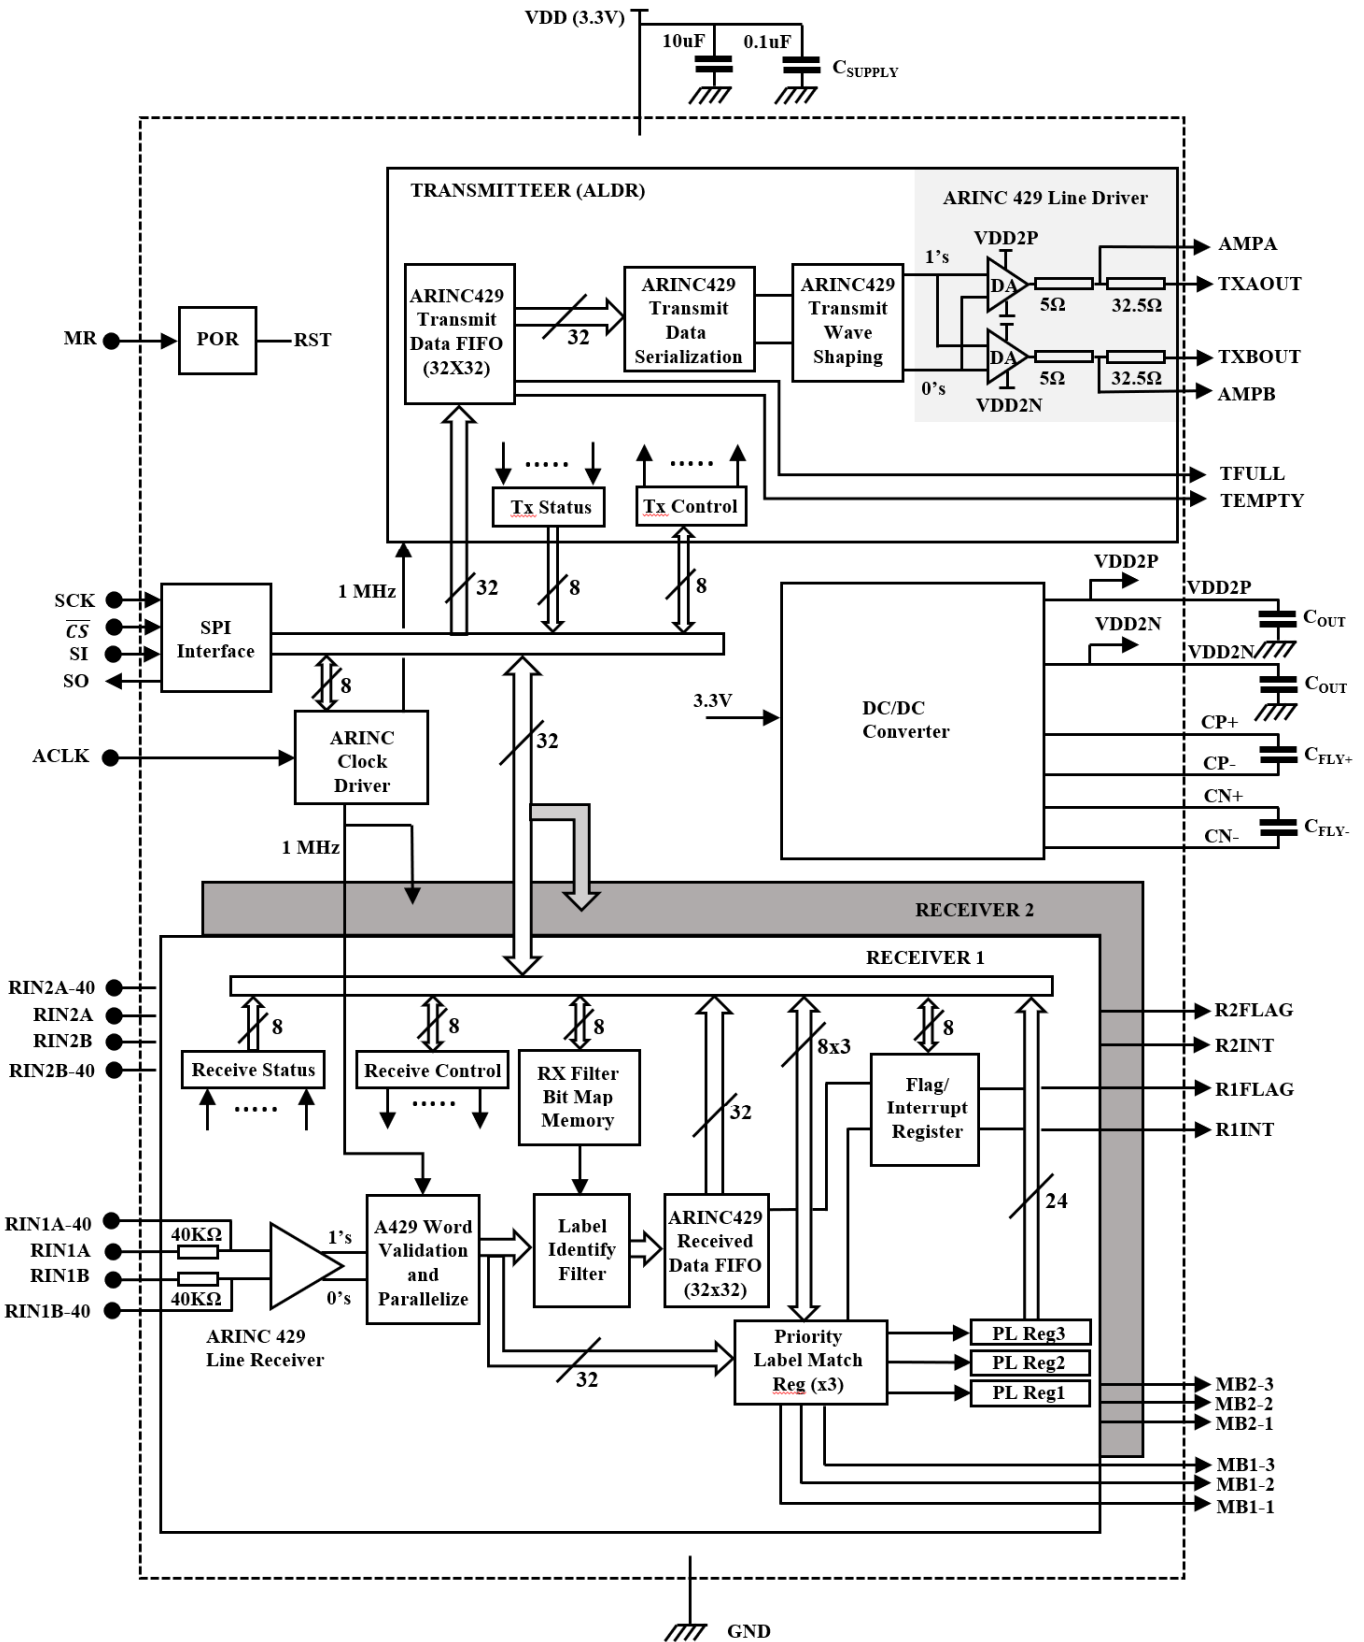 VDD (3.3V)
10uF
0.1uF
CSUPPLY
TRANSMITTEER (ALDR)
ARINC 429 Line Driver
VDD2P
1's
DA
5Ω
32.5Ω
AMPA
TXAOUT
ARINC429
Transmit
Data FIFO
(32X32)
32
ARINC429
Transmit
Data
Serialization
ARINC429
Transmit
Wave
Shaping
DA
5Ω
32.5Ω
TXBOUT
AMPB
0's
VDD2N
MR
POR
RST
TFULL
TEMPTY
.....
Tx Status
.....
Tx Control
32
8
8
1 MHz
SCK
CS
SI
SO
SPI
Interface
8
VDD2P
VDD2P
COUT
VDD2N
VDD2N
COUT
3.3V
DC/DC
Converter
CP+
CP-
CFLY+
CN+
CN-
CFLY-
ACLK
ARINC
Clock
Driver
32
1 MHz
RECEIVER 2
RECEIVER 1
RIN2A-40
RIN2A
RIN2B
RIN2B-40
8
8
8
8x3
8
Receive Status
.....
Receive Control
.....
RX Filter
Bit Map
Memory
32
Flag/
Interrupt
Register
R2FLAG
R2INT
R1FLAG
R1INT
24
RIN1A-40
RIN1A
RIN1B
RIN1B-40
40KΩ
40KΩ
1's
0's
ARINC 429
Line Receiver
A429 Word
Validation
and
Parallelize
Label
Identify
Filter
ARINC429
Received
Data FIFO
(32x32)
32
Priority
Label Match
Reg (x3)
PL Reg3
PL Reg2
PL Reg1
MB2-3
MB2-2
MB2-1
MB1-3
MB1-2
MB1-1
GND